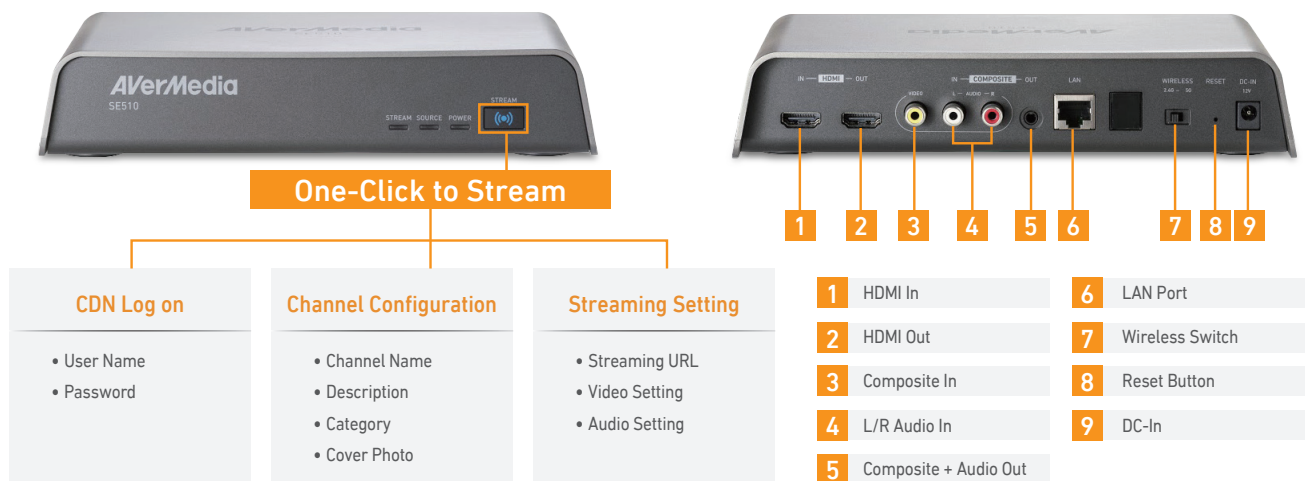 AVerMedia
SE510
STREAM SOURCE POWER
STREAM
One-Click to Stream
CDN Log on
• User Name
• Password
Channel Configuration
• Channel Name
• Description
• Category
• Cover Photo
Streaming Setting
• Streaming URL
• Video Setting
• Audio Setting
IN — HDMI — OUT
IN — COMPOSITE — OUT
VIDEO
L — AUDIO — R
LAN
WIRELESS
RESET
DC-IN
12V
1 2 3 4 5 6 7 8 9
1 HDMI In
2 HDMI Out
3 Composite In
4 L/R Audio In
5 Composite + Audio Out
6 LAN Port
7 Wireless Switch
8 Reset Button
9 DC-In